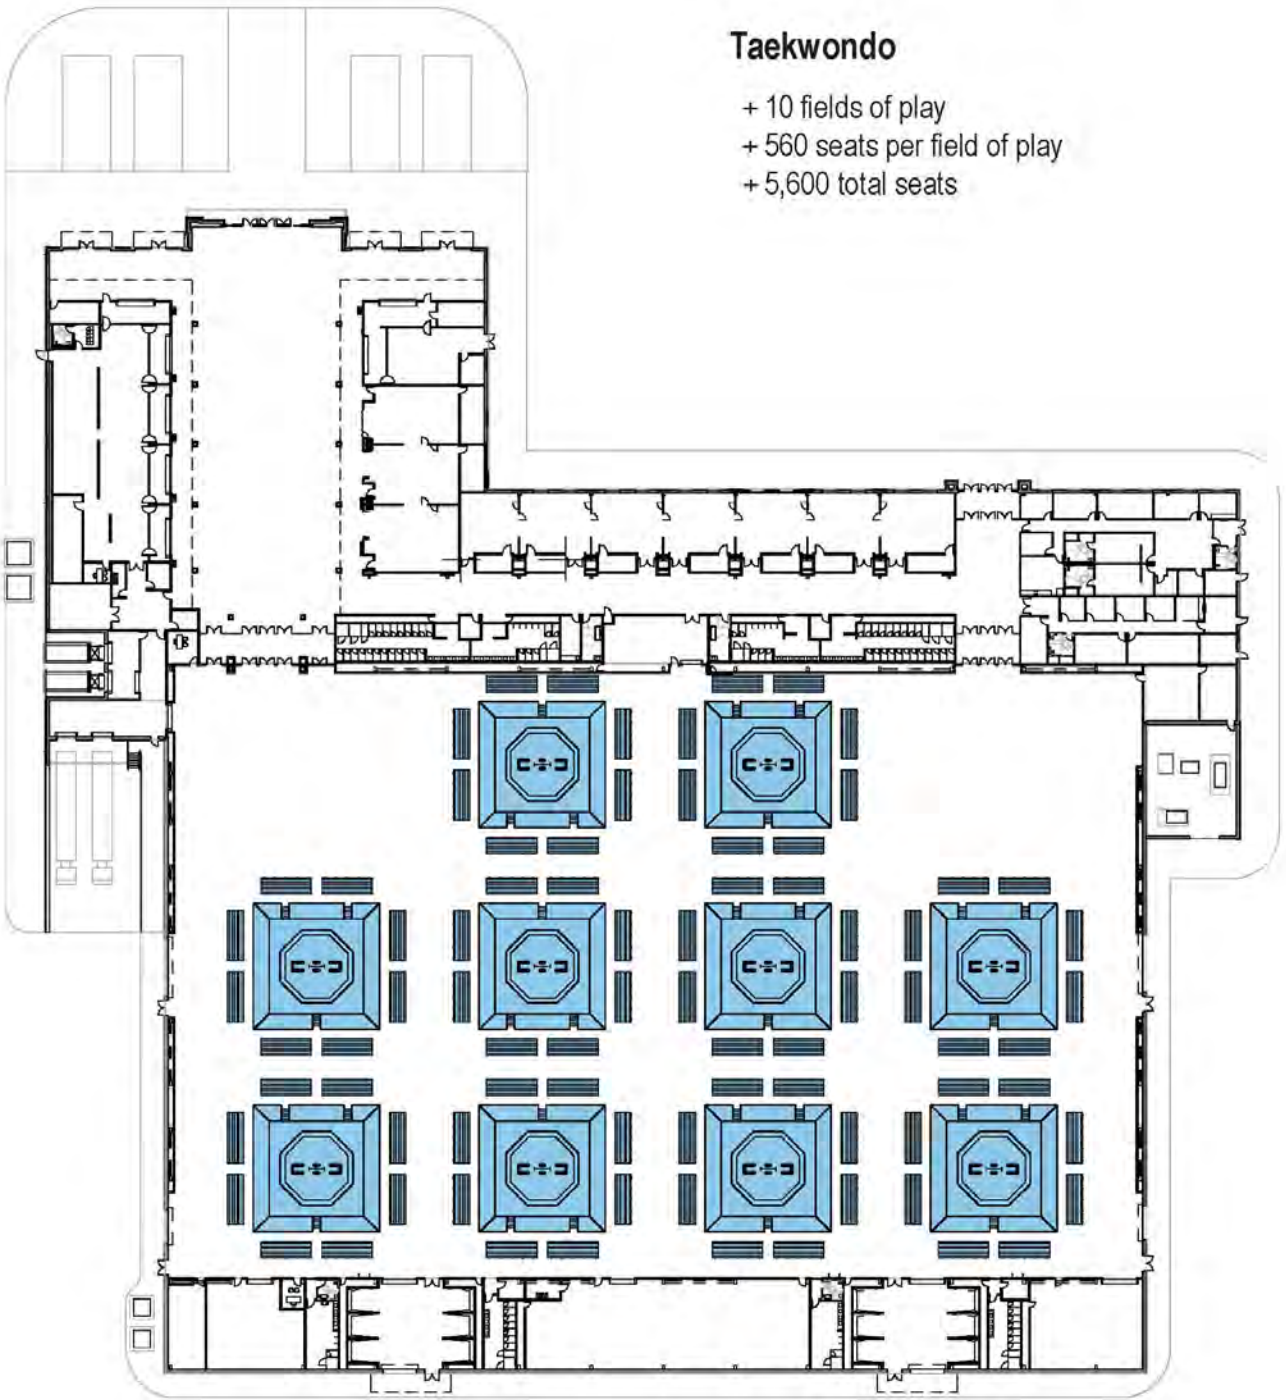 Taekwondo
+ 10 fields of play
+ 560 seats per field of play
+ 5,600 total seats